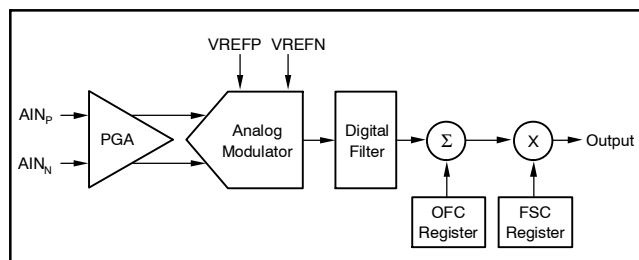 VREFP VREFN
AINP
AINN
PGA
Analog
Modulator
Digital
Filter
Σ
X
Output
OFC
Register
FSC
Register